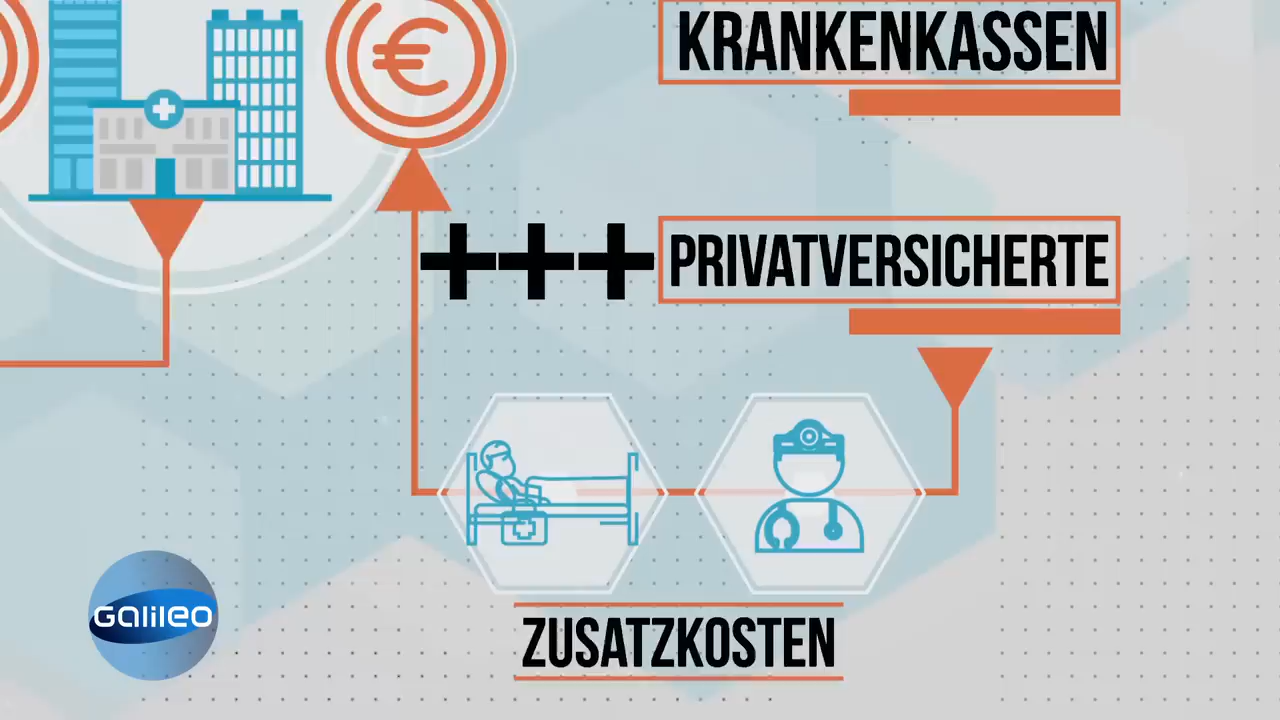 KRANKENKASSEN
+++ PRIVATVERSICHERTE
ZUSATZKOSTEN
Galileo